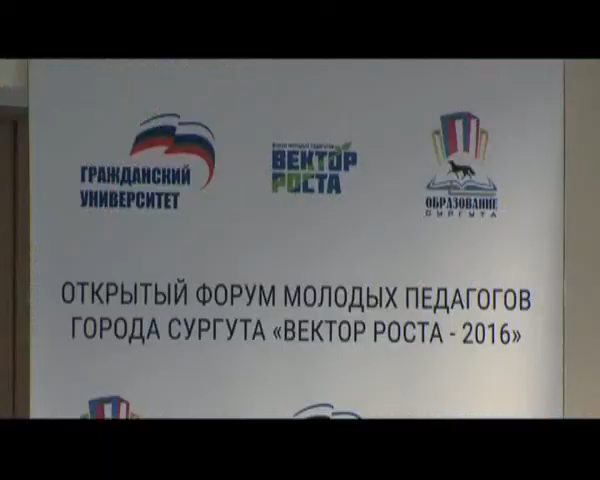 ГРАЖДАНСКИЙ
УНИВЕРСИТЕТ
ВЕКТОР
РОСТА
ОБРАЗОВАНИЕ
СУРГУТА
ОТКРЫТЫЙ ФОРУМ МОЛОДЫХ ПЕДАГОГОВ
ГОРОДА СУРГУТА «ВЕКТОР РОСТА - 2016»